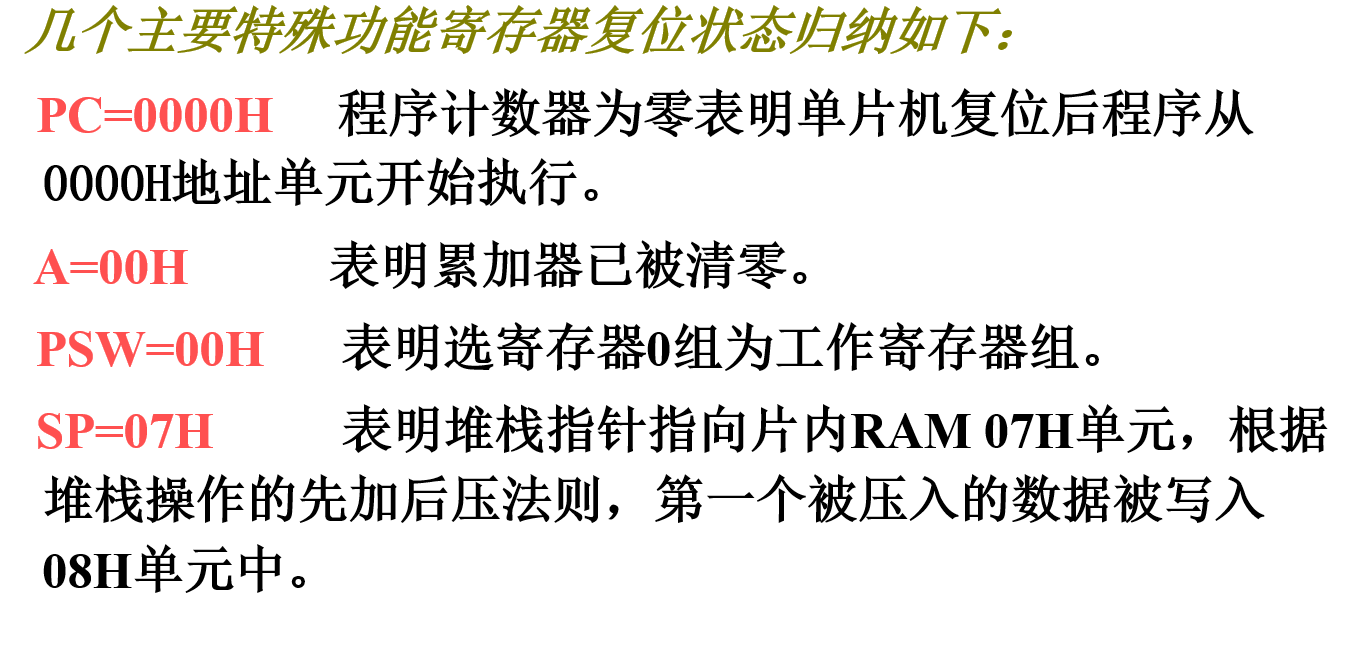 几个主要特殊功能寄存器复位状态归纳如下：
PC=0000H 程序计数器为零表明单片机复位后程序从
0000H地址单元开始执行。
A=00H 表明累加器已被清零。
PSW=00H 表明选寄存器0组为工作寄存器组。
SP=07H 表明堆栈指针指向片内RAM 07H单元，根据
堆栈操作的先加后压法则，第一个被压入的数据被写入
08H单元中。